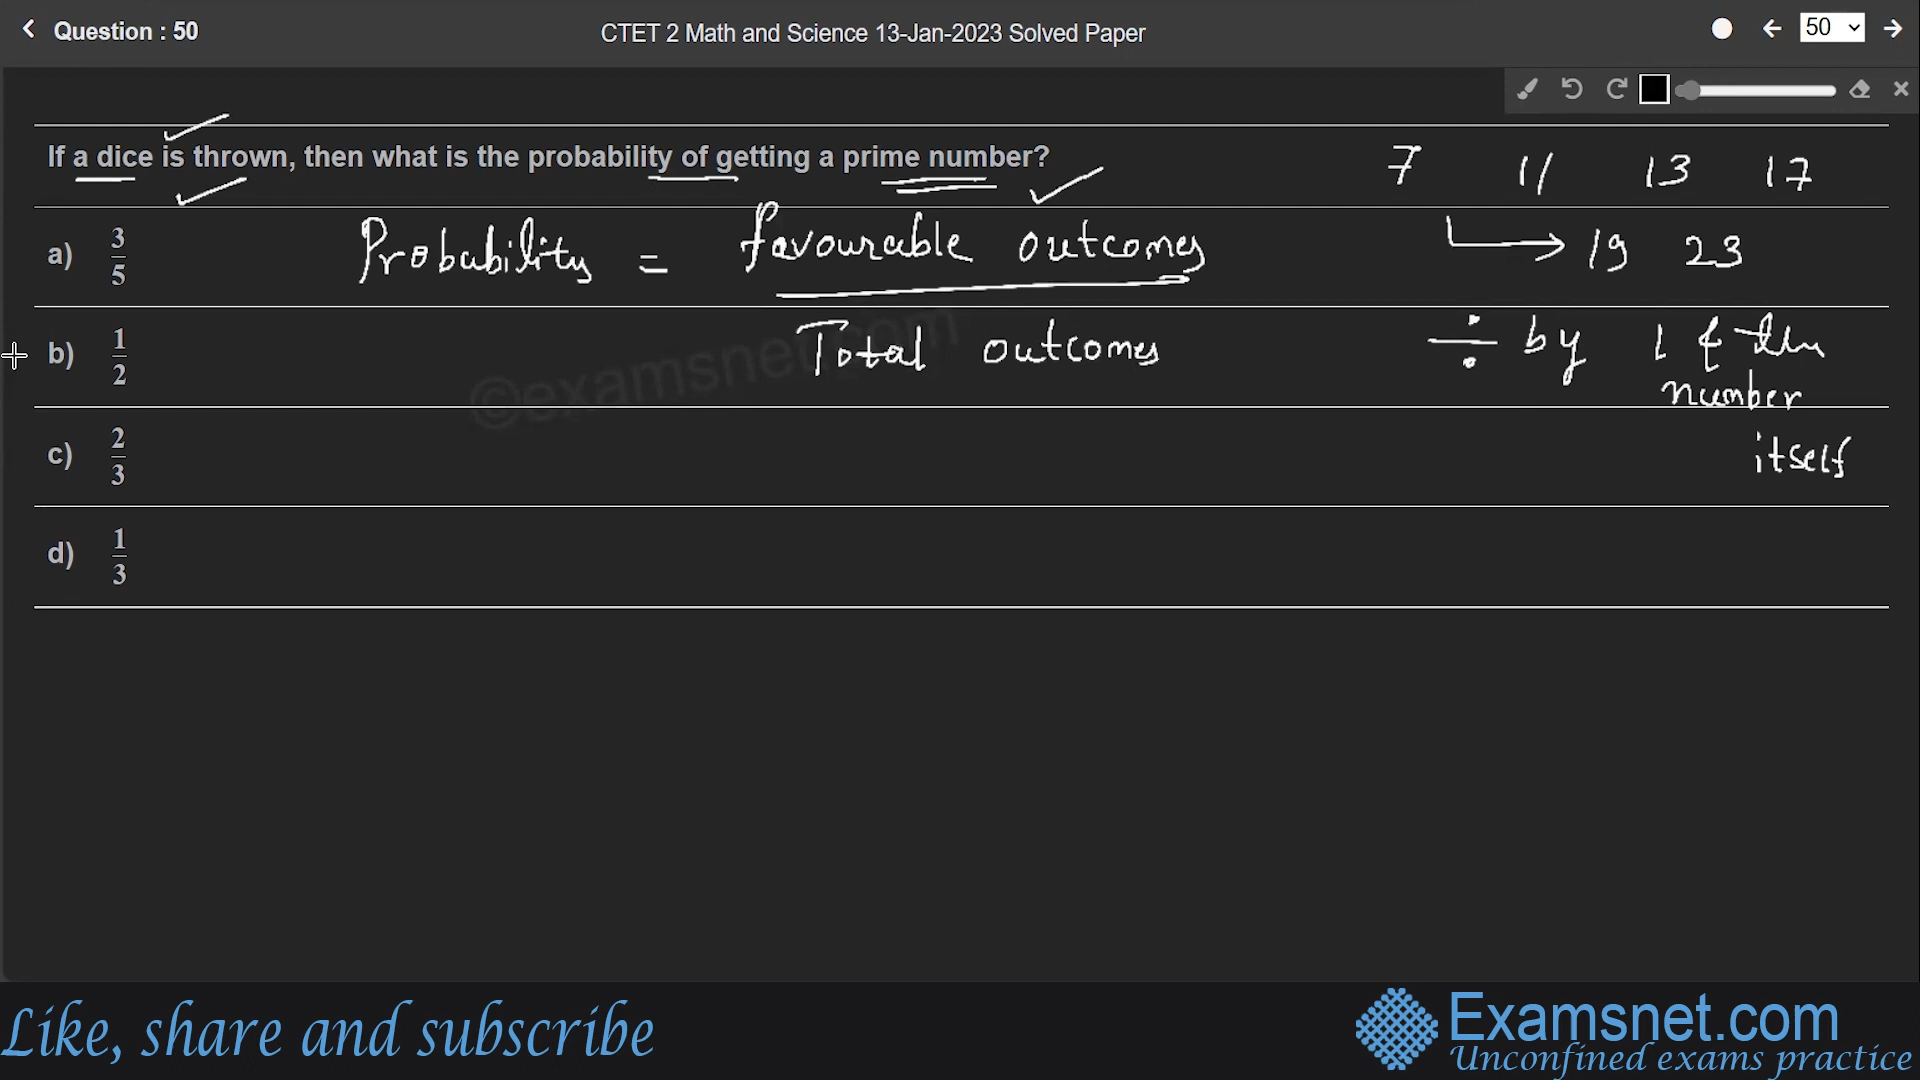 Question : 50
CTET 2 Math and Science 13-Jan-2023 Solved Paper
50
If a dice is thrown, then what is the probability of getting a prime number?
7 11 13 17
19 23
a) 3/5
Probability = favourable outcomes
Total outcomes
÷ by 1 & the
number
itself
b) 1/2
c) 2/3
d) 1/3
©examsnet.com
Like, share and subscribe
Examsnet.com
Unconfined exams practice